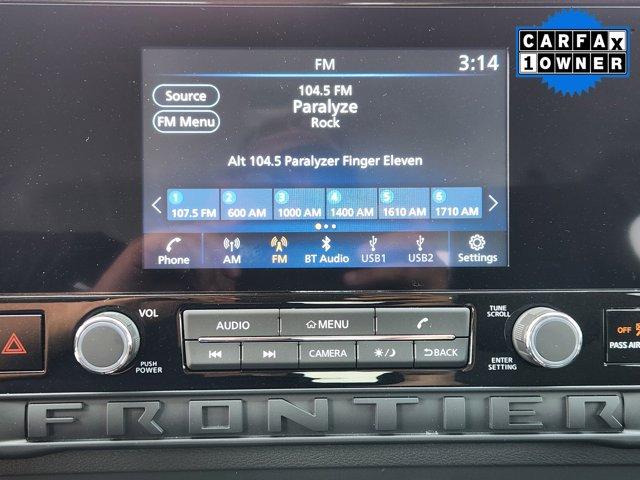 FM
3:14
CARFAX
1 OWNER
104.5 FM
Source
Paralyze
Rock
FM Menu
Alt 104.5 Paralyzer Finger Eleven
1 2 3 4 5 6
107.5 FM 600 AM 1000 AM 1400 AM 1610 AM 1710 AM
Phone AM FM BT Audio USB1 USB2 Settings
VOL
AUDIO MENU
TUNE
SCROLL
OFF
PASS AIR
PUSH
POWER
CAMERA BACK
ENTER
SETTING
FRONTIER